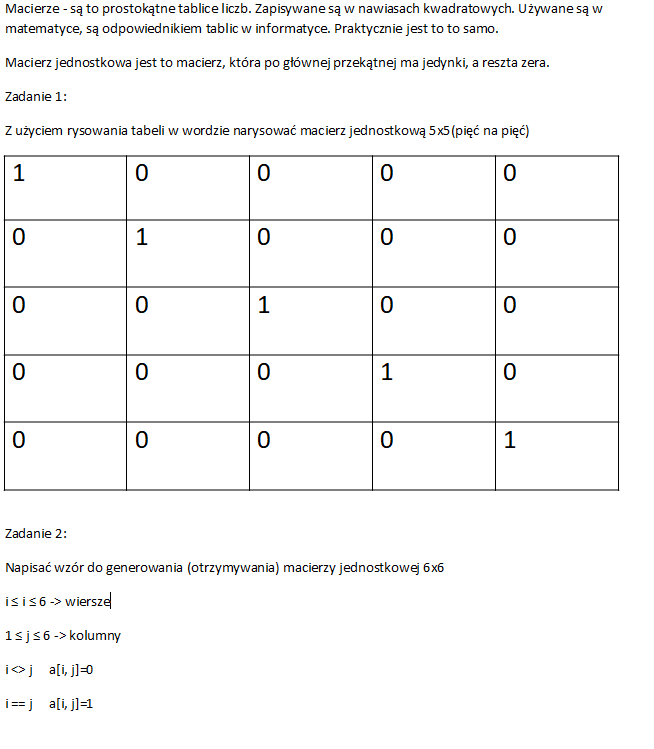 Macierze - są to prostokątne tablice liczb. Zapisywane są w nawiasach kwadratowych. Używane są w
matematyce, są odpowiednikiem tablic w informatyce. Praktycznie jest to to samo.
Macierz jednostkowa jest to macierz, która po głównej przekątnej ma jedynki, a reszta zera.
Zadanie 1:
Z użyciem rysowania tabeli w wordzie narysować macierz jednostkową 5x5(pięć na pięć)
1 0 0 0 0
0 1 0 0 0
0 0 1 0 0
0 0 0 1 0
0 0 0 0 1
Zadanie 2:
Napisać wzór do generowania (otrzymywania) macierzy jednostkowej 6x6
i ≤ i ≤ 6 -> wiersze
1 ≤ j ≤ 6 -> kolumny
i <> j a[i, j]=0
i == j a[i, j]=1